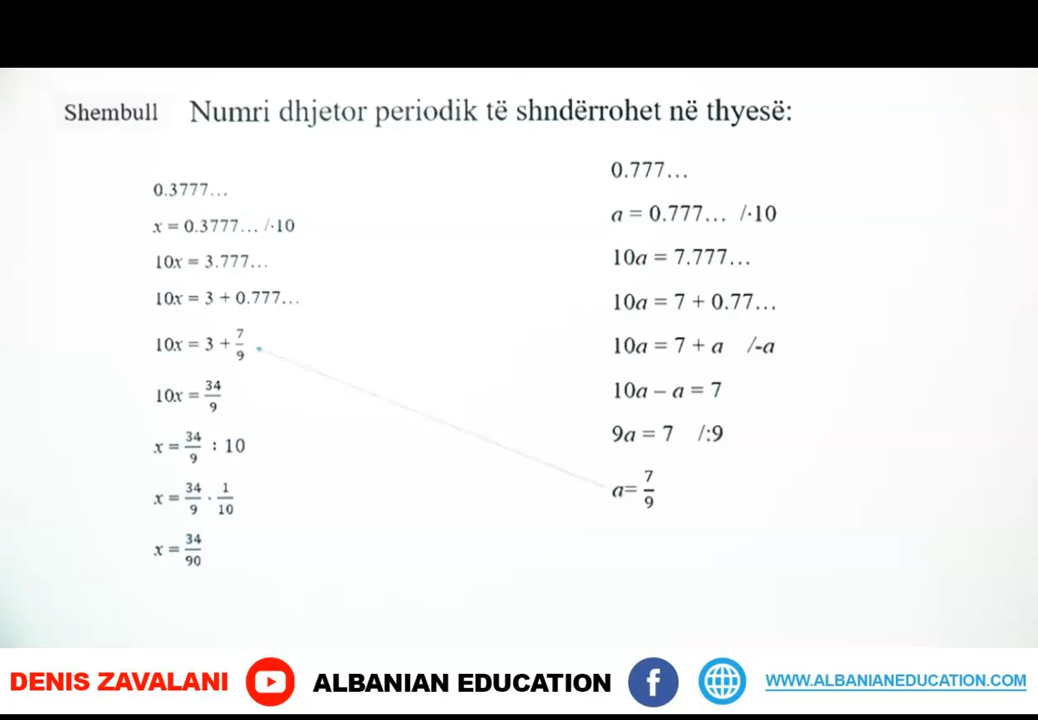 Shembull Numri dhjetor periodik të shndërrohet në thyesë:
0.3777...
x = 0.3777... /·10
10x = 3.777...
10x = 3 + 0.777...
10x = 3 + 7/9
10x = 34/9
x = 34/9 : 10
x = 34/9 · 1/10
x = 34/90
0.777...
a = 0.777... /·10
10a = 7.777...
10a = 7 + 0.77...
10a = 7 + a /-a
10a – a = 7
9a = 7 /:9
a= 7/9
DENIS ZAVALANI ALBANIAN EDUCATION f WWW.ALBANIANEDUCATION.COM